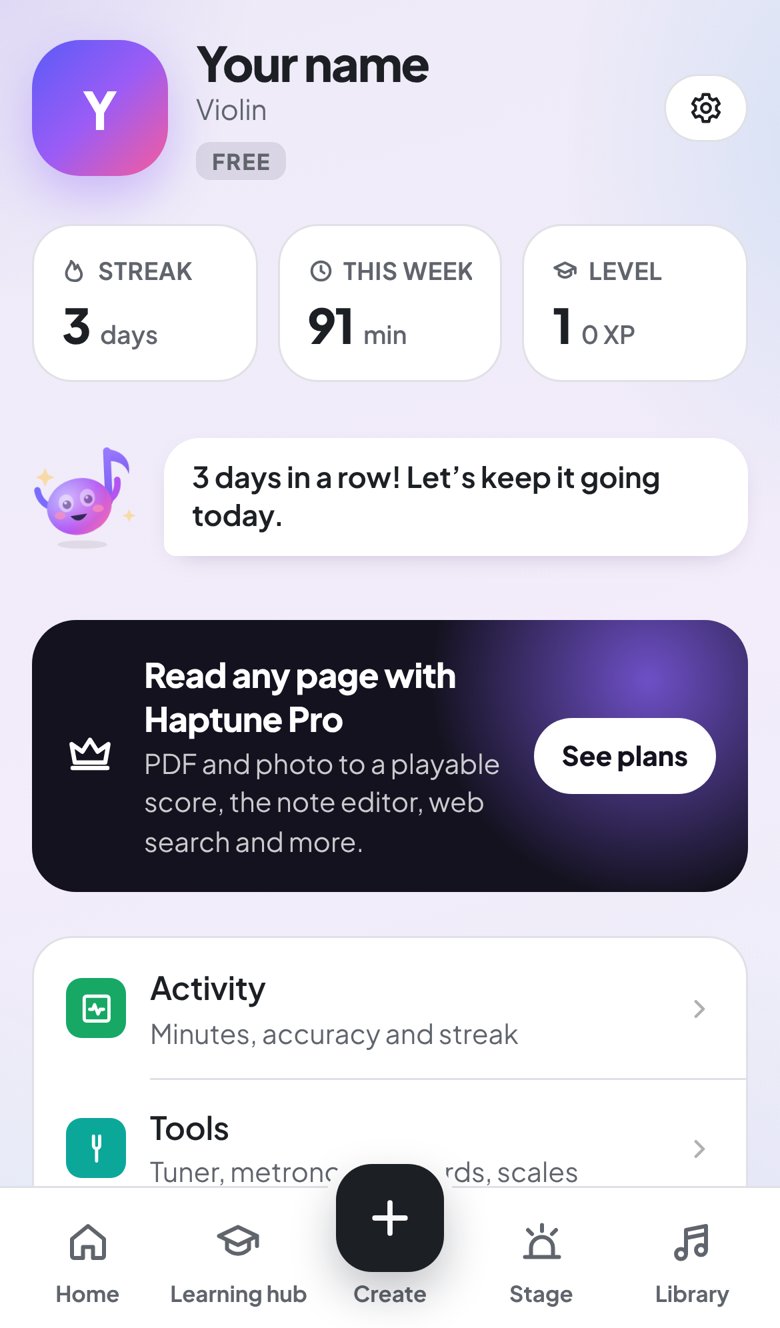 Y
Your name
Violin
FREE
STREAK
3 days
THIS WEEK
91 min
LEVEL
1 0 XP
3 days in a row! Let’s keep it going
today.
Read any page with
Haptune Pro
PDF and photo to a playable
score, the note editor, web
search and more.
See plans
Activity
Minutes, accuracy and streak
Tools
Tuner, scales
Home
Learning hub
Create
Stage
Library